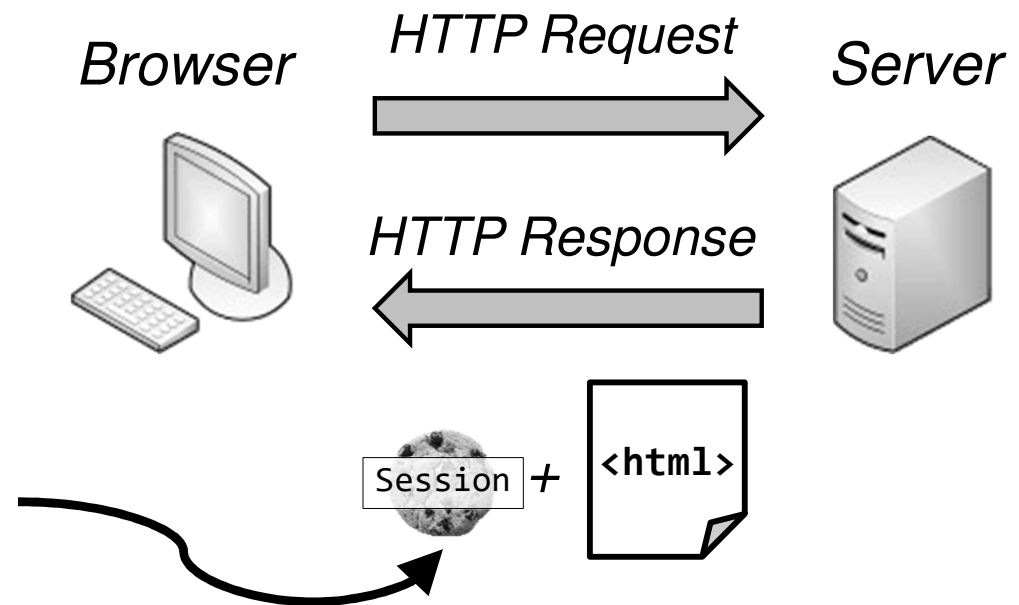 Browser
HTTP Request
Server
HTTP Response
Session
+
<html>